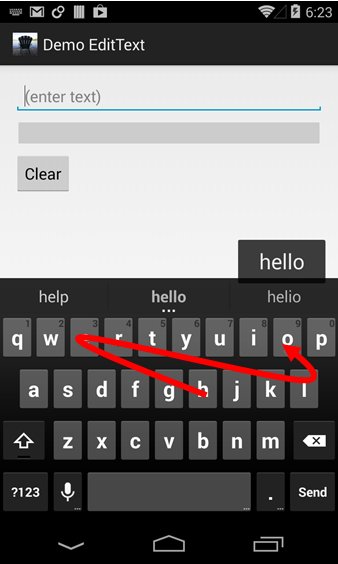 6:23
Demo EditText
(enter text)
Clear
hello
help hello helio
q 1 w 2 3 r 4 t 5 y 6 u 7 i 8 o 9 p 0
a s d f g h j k l
z x c v b n m
?123 . Send